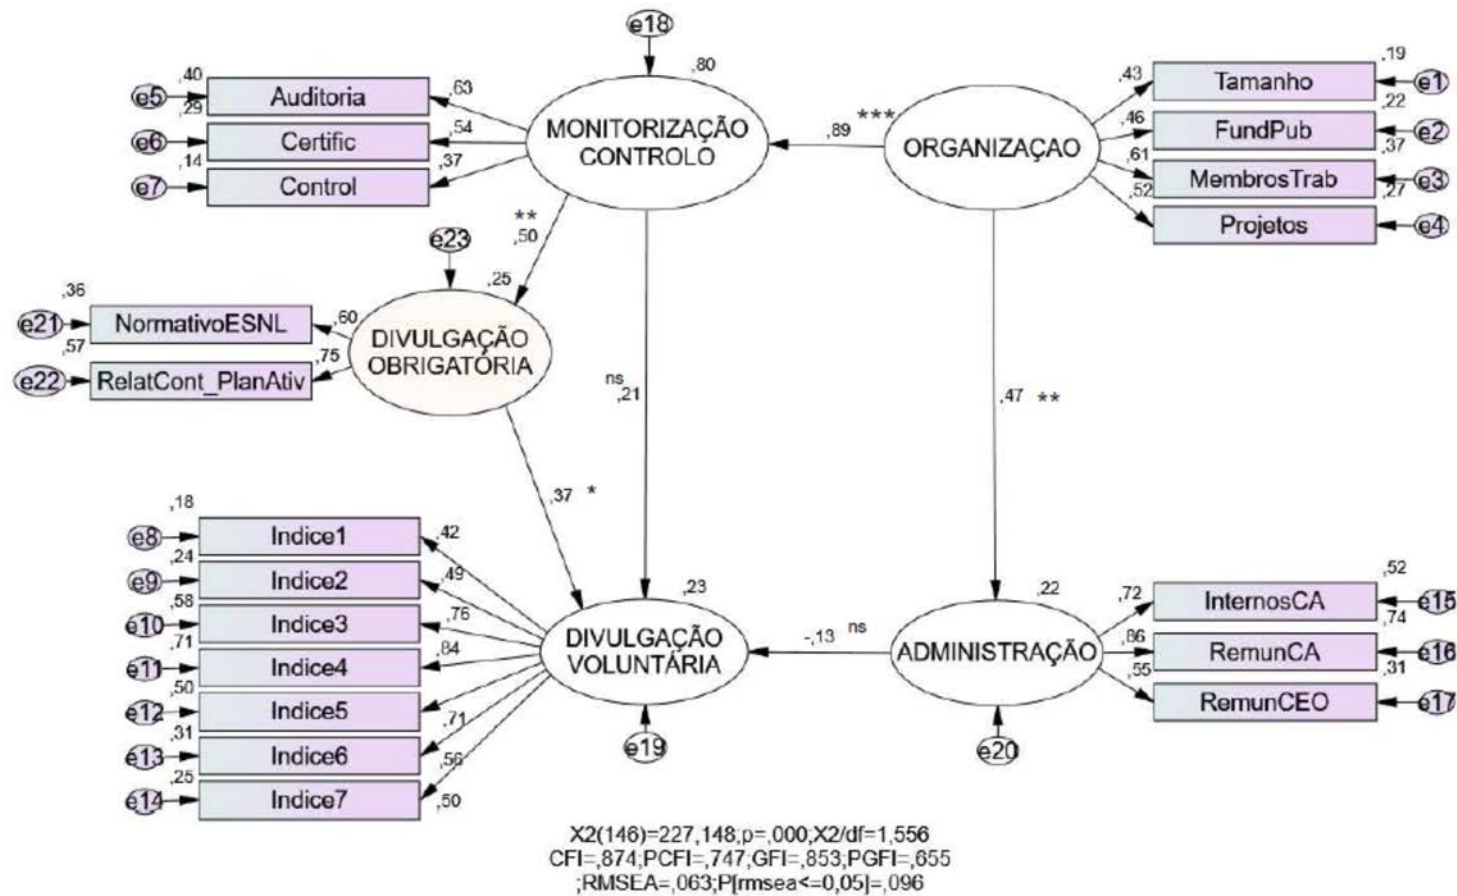 e18
,80
,40
e5
Auditoria
,63
,29
e6
Certific
,54
,14
e7
Control
,37
MONITORIZAÇÃO
CONTROLO
***
,89
ORGANIZAÇAO
,19
,43
Tamanho
e1
,22
,46
FundPub
e2
,37
,61
MembrosTrab
e3
,27
,52
Projetos
e4
**
,50
e23
,25
,36
e21
NormativoESNL
,60
,57
e22
RelatCont_PlanAtiv
,75
DIVULGAÇÃO
OBRIGATÓRIA
ns
,21
,47 **
,37 *
,18
e8
Indice1
,42
,24
e9
Indice2
,49
,58
e10
Indice3
,76
,71
e11
Indice4
,84
,50
e12
Indice5
,71
,31
e13
Indice6
,56
,25
e14
Indice7
,50
,23
DIVULGAÇÃO
VOLUNTÁRIA
e19
-,13 ns
,22
ADMINISTRAÇÃO
e20
,52
,72
InternosCA
e15
,74
,86
RemunCA
e16
,31
,55
RemunCEO
e17
X2(146)=227,148;p=,000;X2/df=1,556
CFI=,874;PCFI=,747;GFI=,853;PGFI=,655
;RMSEA=,063;P[rmsea<=0,05]=,096